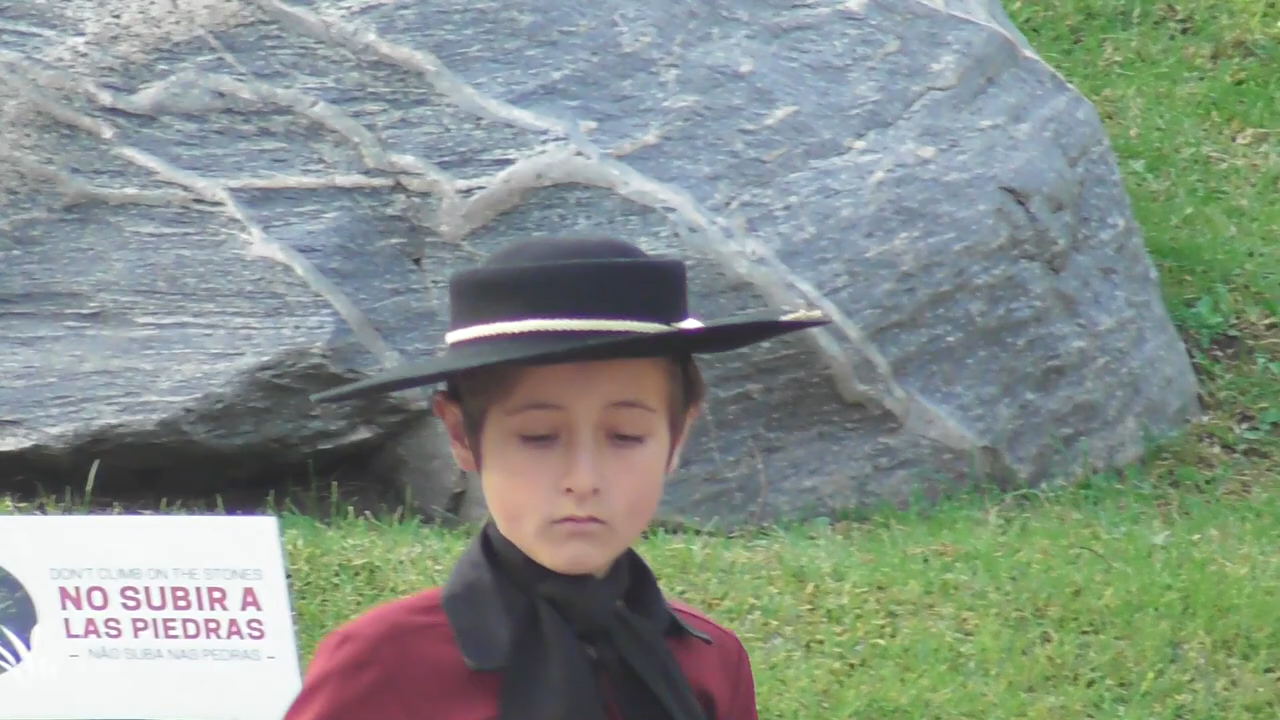 DON'T CLIMB ON THE STONES
NO SUBIR A
LAS PIEDRAS
– NÃO SUBA NAS PEDRAS –